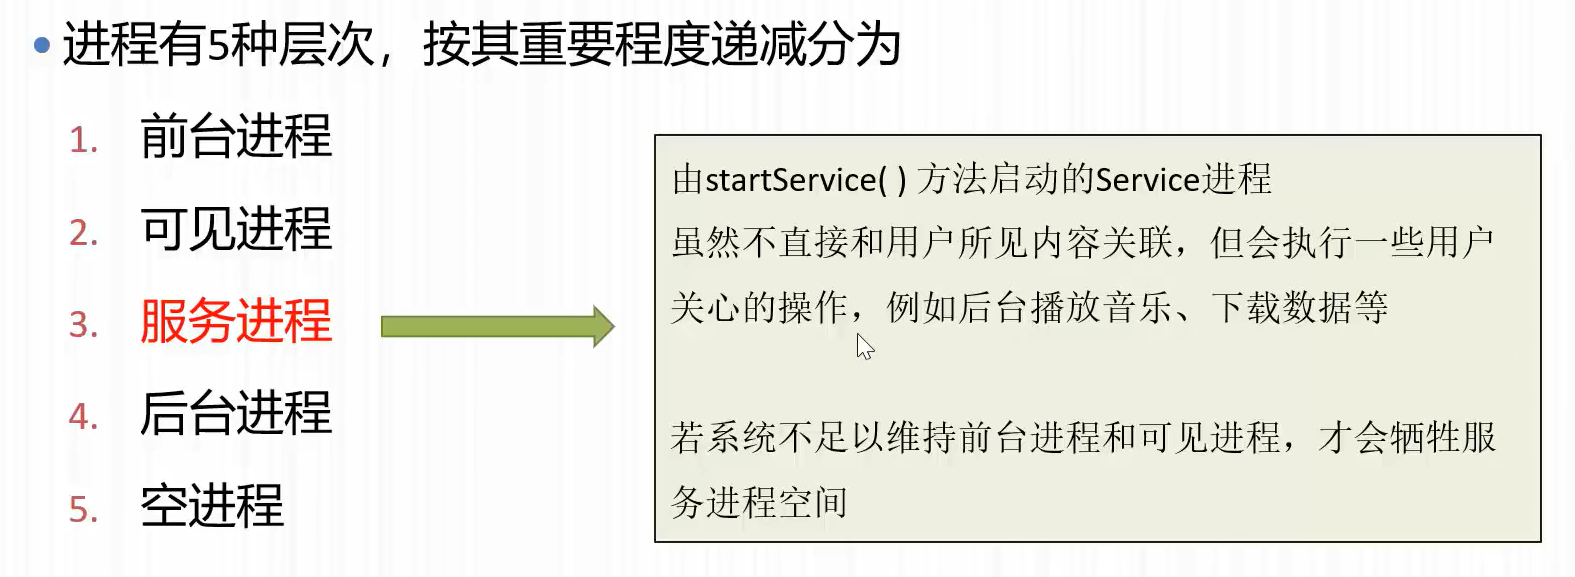 • 进程有5种层次，按其重要程度递减分为
1. 前台进程
2. 可见进程
3. 服务进程
4. 后台进程
5. 空进程
由startService( ) 方法启动的Service进程
虽然不直接和用户所见内容关联，但会执行一些用户
关心的操作，例如后台播放音乐、下载数据等
若系统不足以维持前台进程和可见进程，才会牺牲服
务进程空间